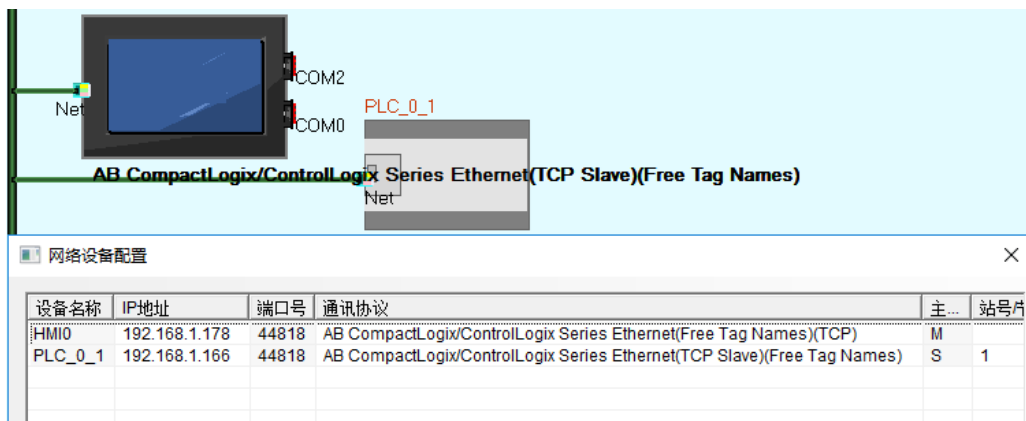 COM2
Net
PLC_0_1
COM0
AB CompactLogix/ControlLogix Series Ethernet(TCP Slave)(Free Tag Names)
Net
网络设备配置
设备名称 IP地址 端口号 通讯协议 主... 站号/
HMI0 192.168.1.178 44818 AB CompactLogix/ControlLogix Series Ethernet(Free Tag Names)(TCP) M
PLC_0_1 192.168.1.166 44818 AB CompactLogix/ControlLogix Series Ethernet(TCP Slave)(Free Tag Names) S 1